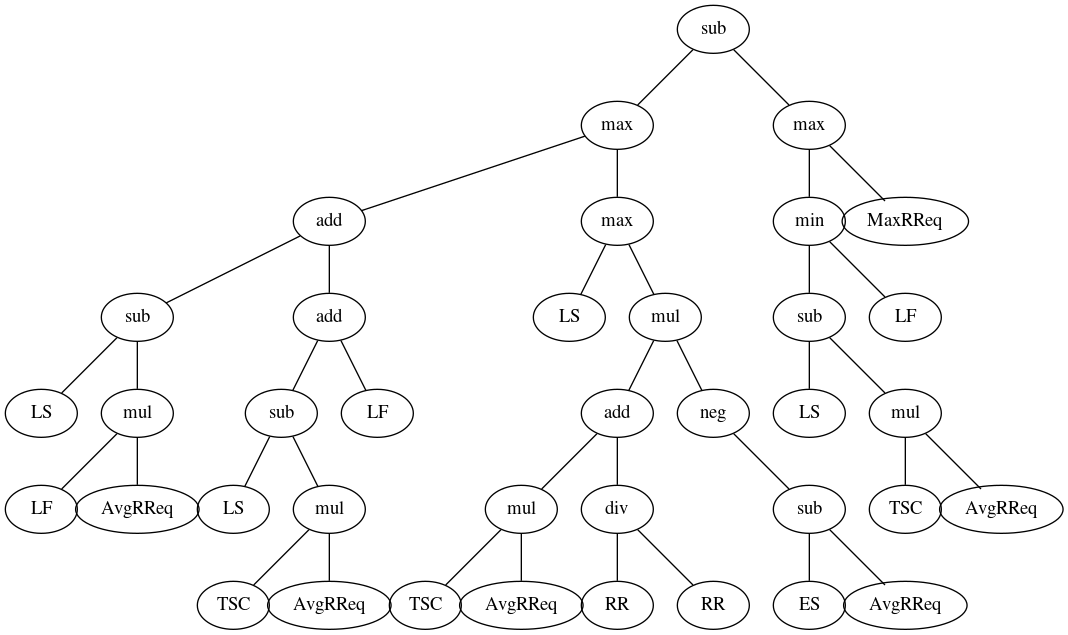 sub
max max
add max min MaxRReq
sub add LS mul sub LF
LS mul sub LF add neg LS mul
LF AvgRReq LS mul mul div sub TSC AvgRReq
TSC AvgRReq TSC AvgRReq RR RR ES AvgRReq